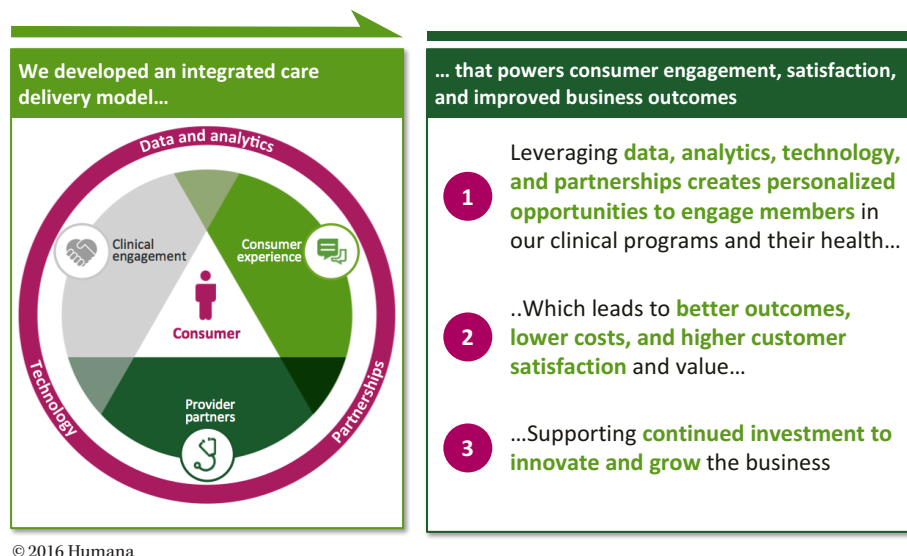 We developed an integrated care
delivery model…
Data and analytics
Clinical
engagement
Consumer
experience
Consumer
Provider
partners
Technology
Partnerships
… that powers consumer engagement, satisfaction,
and improved business outcomes
1
Leveraging data, analytics, technology,
and partnerships creates personalized
opportunities to engage members in
our clinical programs and their health…
2
..Which leads to better outcomes,
lower costs, and higher customer
satisfaction and value…
3
…Supporting continued investment to
innovate and grow the business
© 2016 Humana